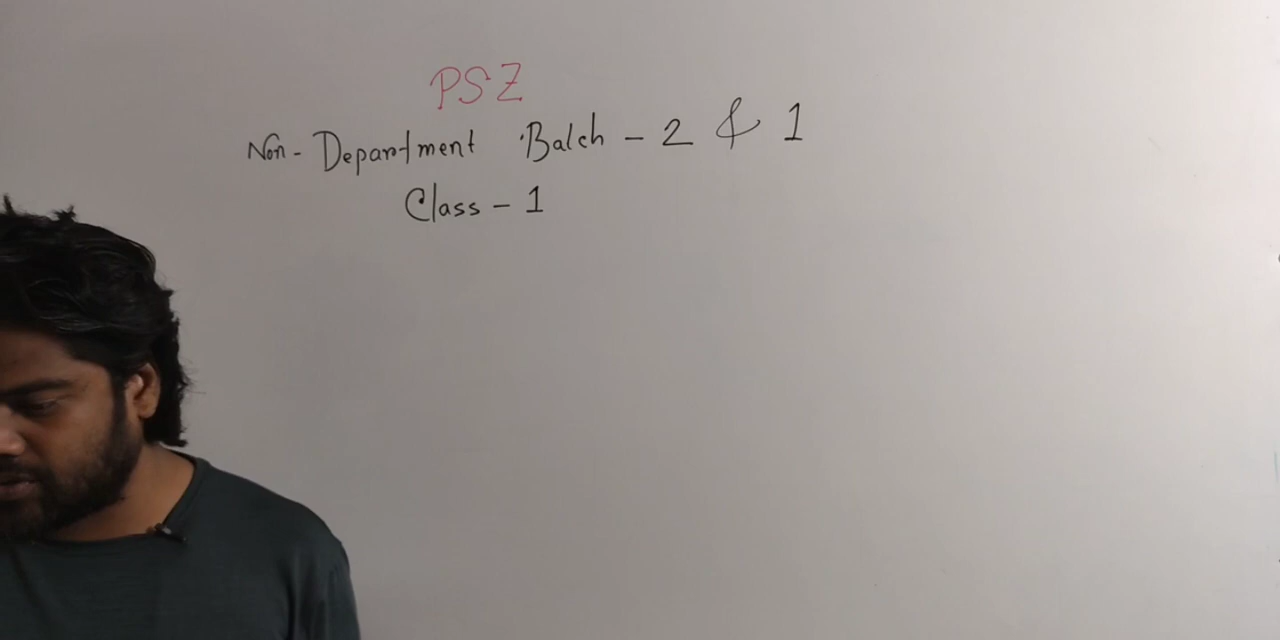 PSZ
Non-Department Batch - 2 & 1
Class - 1